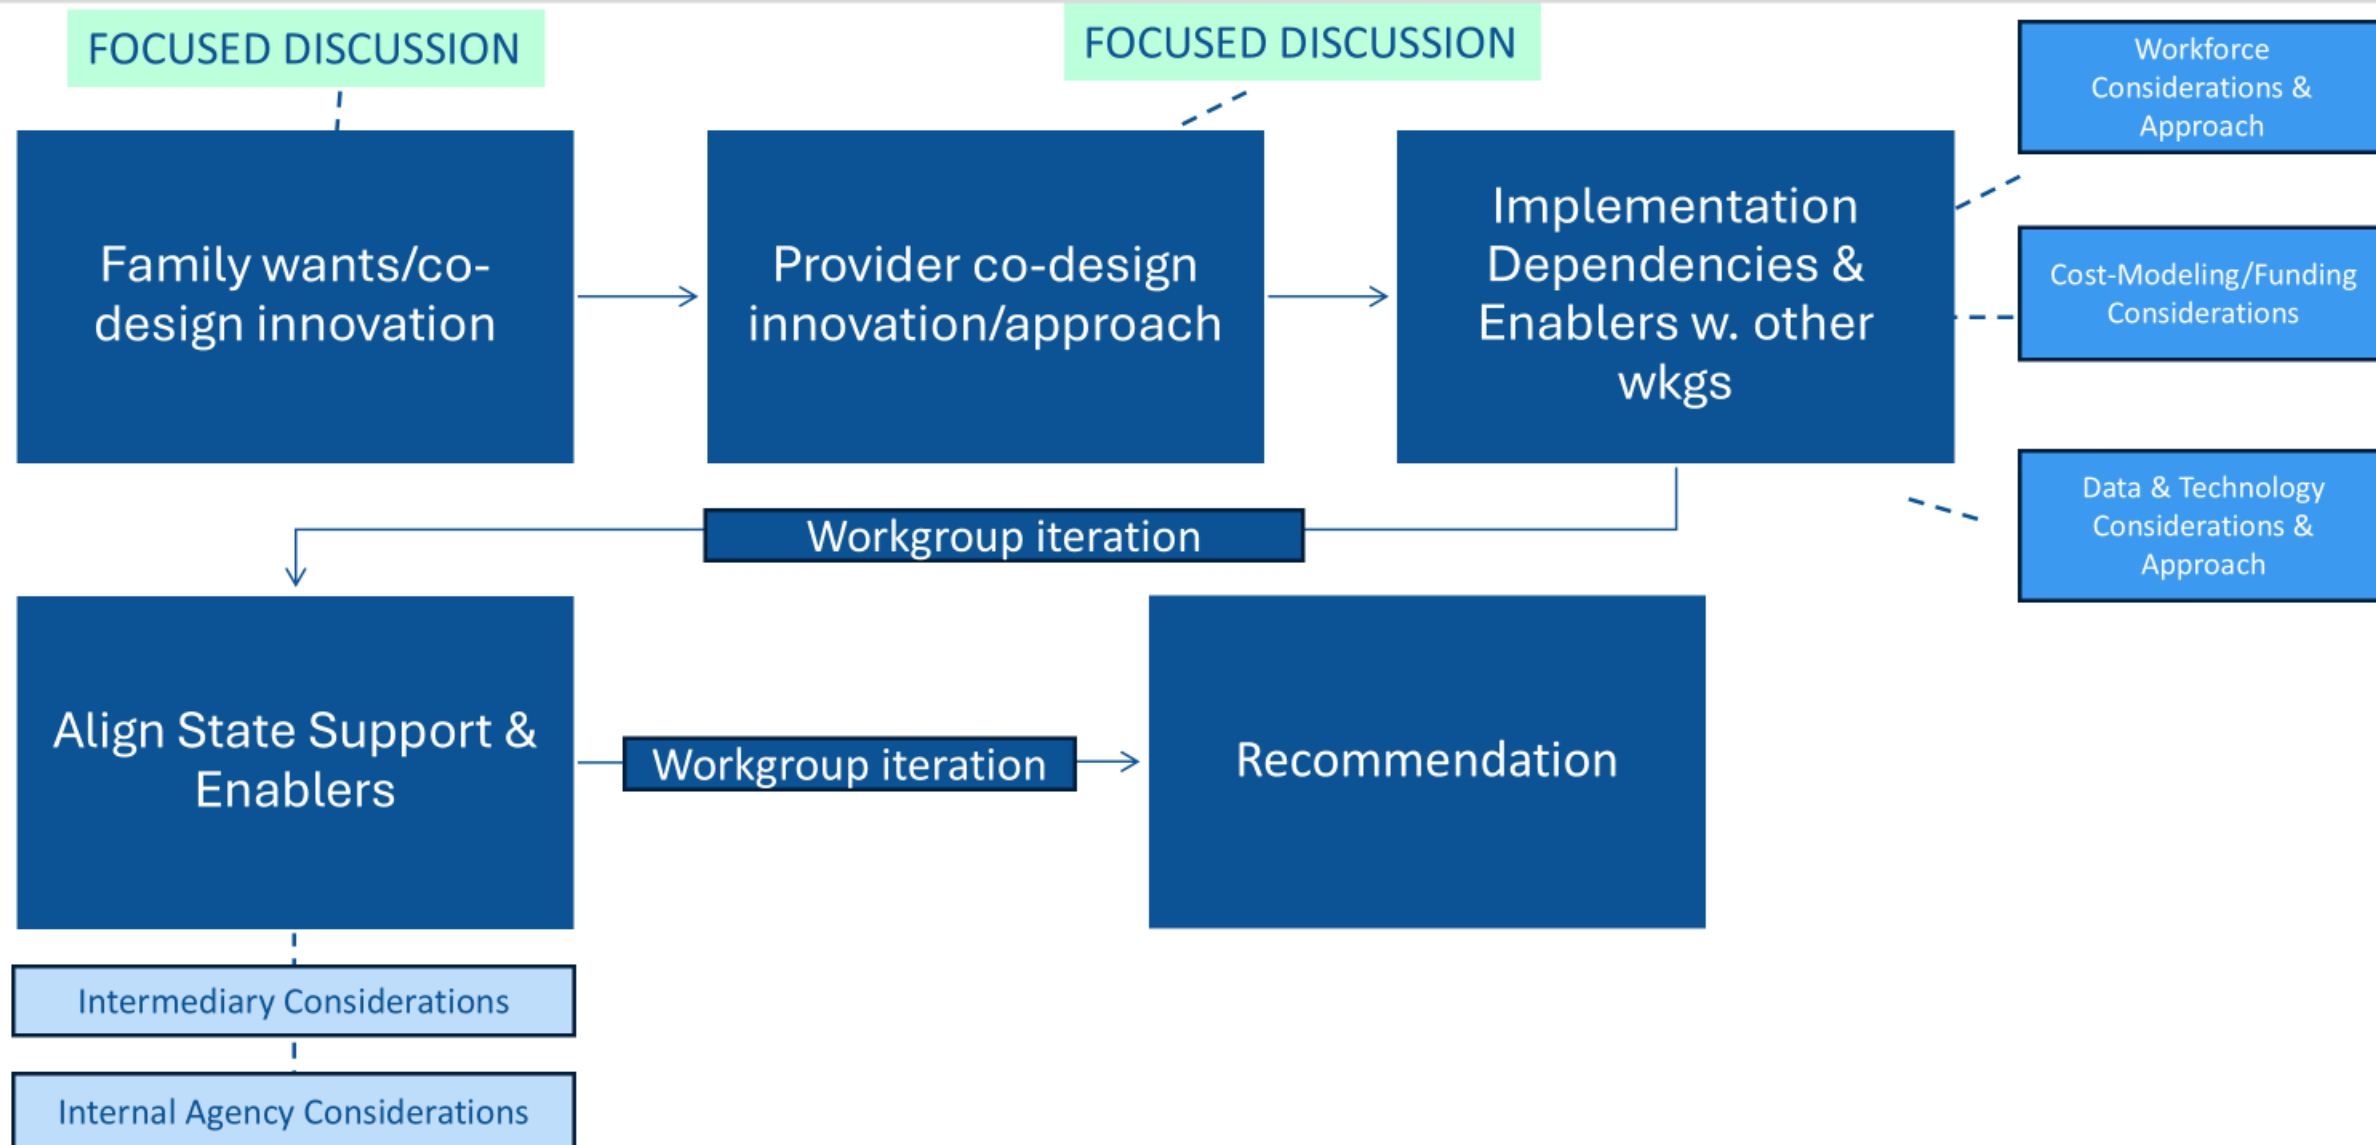 FOCUSED DISCUSSION
FOCUSED DISCUSSION
Family wants/co-
design innovation
Provider co-design
innovation/approach
Implementation
Dependencies &
Enablers w. other
wkgs
Workforce
Considerations &
Approach
Cost-Modeling/Funding
Considerations
Data & Technology
Considerations &
Approach
Workgroup iteration
Align State Support &
Enablers
Workgroup iteration
Recommendation
Intermediary Considerations
Internal Agency Considerations